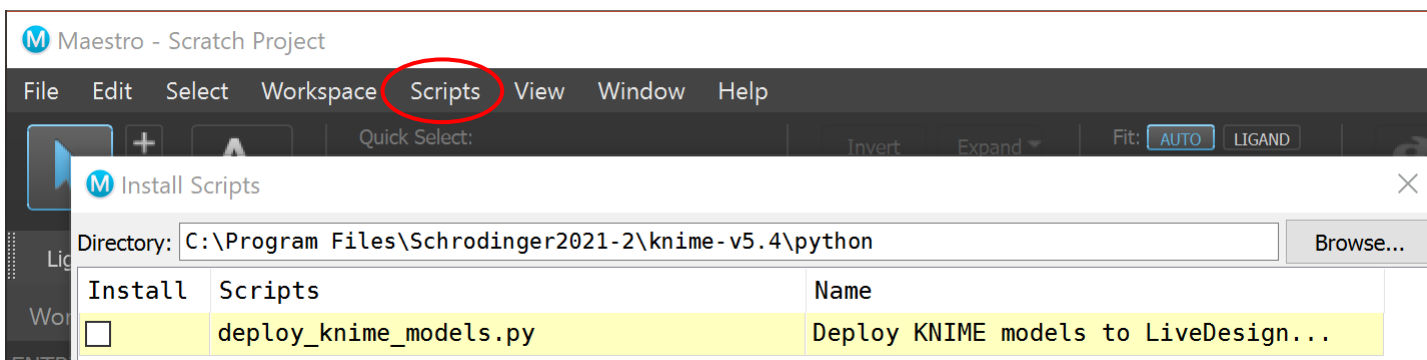 M Maestro - Scratch Project
File Edit Select Workspace Scripts View Window Help
Quick Select: Invert Expand Fit: AUTO LIGAND
M Install Scripts
Directory: C:\Program Files\Schrodinger2021-2\knime-v5.4\python Browse...
Lig
Install Scripts Name
Wor
deploy_knime_models.py Deploy KNIME models to LiveDesign...